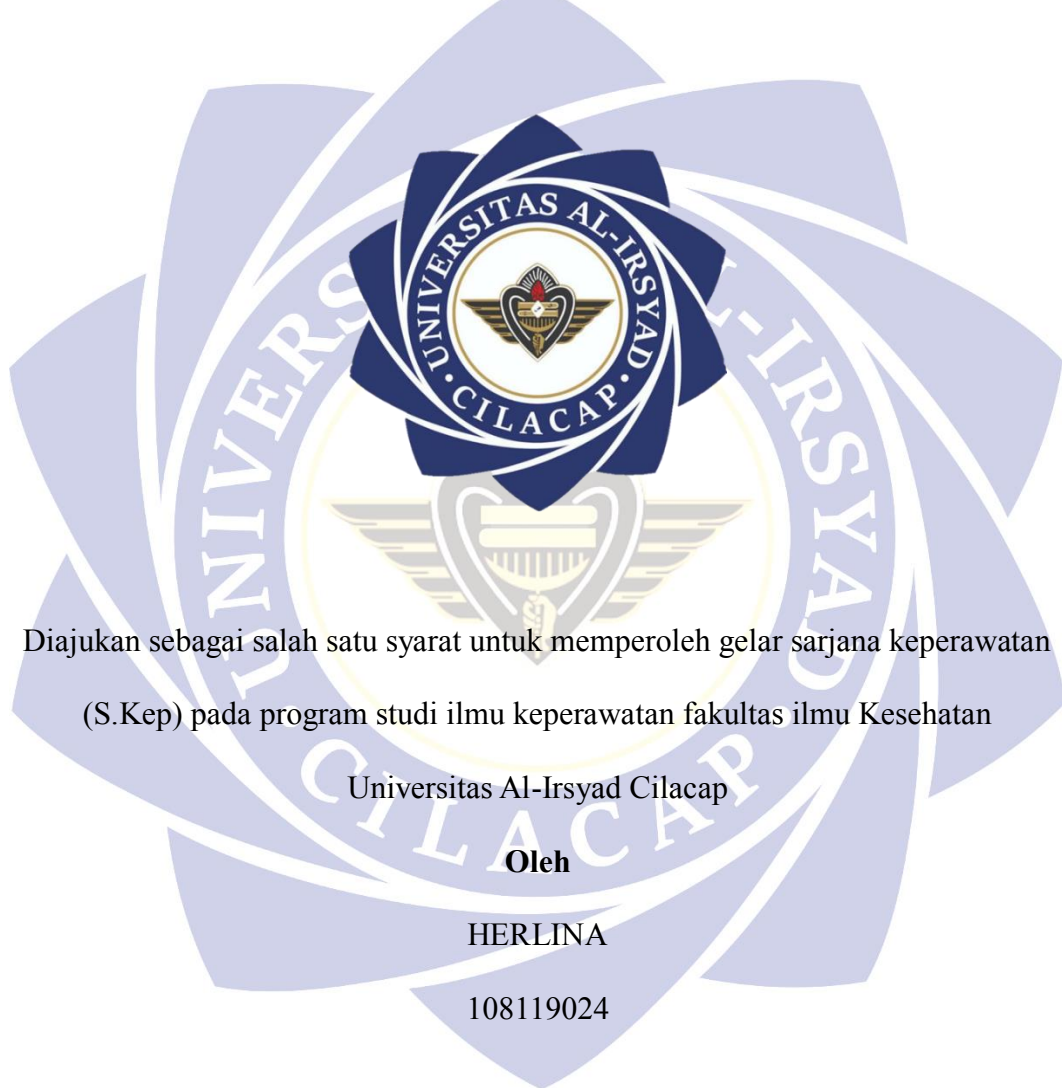 UNIVERSITAS AL-IRSYAD
CILACAP
Diajukan sebagai salah satu syarat untuk memperoleh gelar sarjana keperawatan
(S.Kep) pada program studi ilmu keperawatan fakultas ilmu Kesehatan
Universitas Al-Irsyad Cilacap
Oleh
HERLINA
108119024